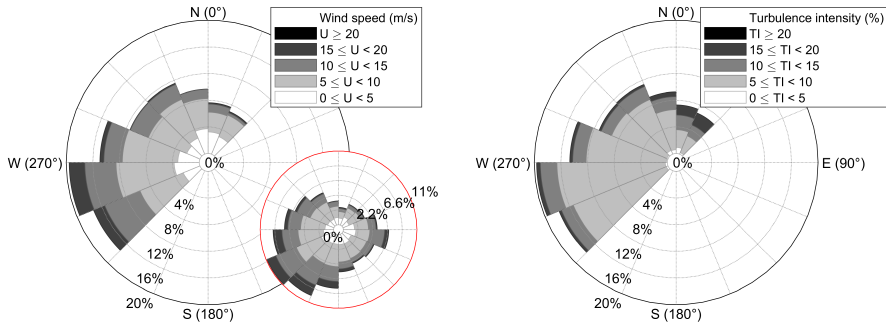 N (0°)
Wind speed (m/s)
U ≥ 20
15 ≤ U < 20
10 ≤ U < 15
5 ≤ U < 10
0 ≤ U < 5
W (270°)
0%
4%
8%
12%
16%
20%
S (180°)
0%
2.2%
6.6%
11%
N (0°)
Turbulence intensity (%)
TI ≥ 20
15 ≤ TI < 20
10 ≤ TI < 15
5 ≤ TI < 10
0 ≤ TI < 5
W (270°)
0%
E (90°)
4%
8%
12%
16%
20%
S (180°)